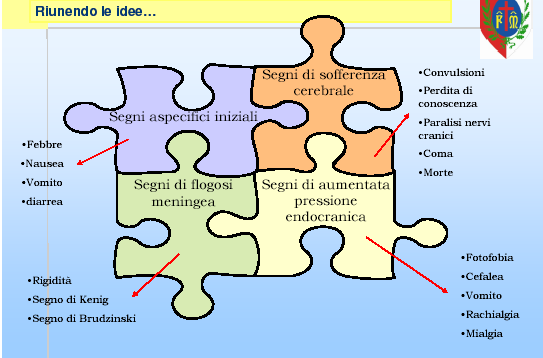 Riunendo le idee…
Segni di sofferenza
cerebrale
•Convulsioni
•Perdita di
conoscenza
•Paralisi nervi
cranici
•Coma
•Morte
Segni aspecifici iniziali
•Febbre
•Nausea
•Vomito
•diarrea
Segni di flogosi
meningea
Segni di aumentata
pressione
endocranica
•Rigidità
•Segno di Kenig
•Segno di Brudzinski
•Fotofobia
•Cefalea
•Vomito
•Rachialgia
•Mialgia